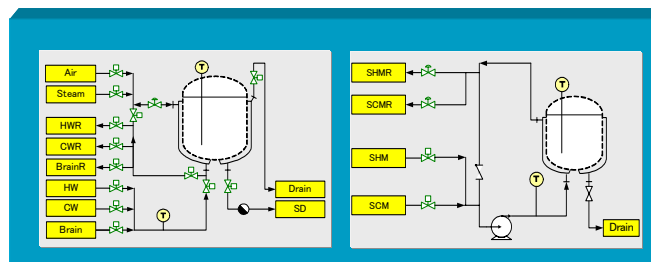 Air
Steam
HWR
CWR
BrainR
HW
CW
Brain
T
T
Drain
SD
SHMR
SCMR
SHM
SCM
T
T
Drain